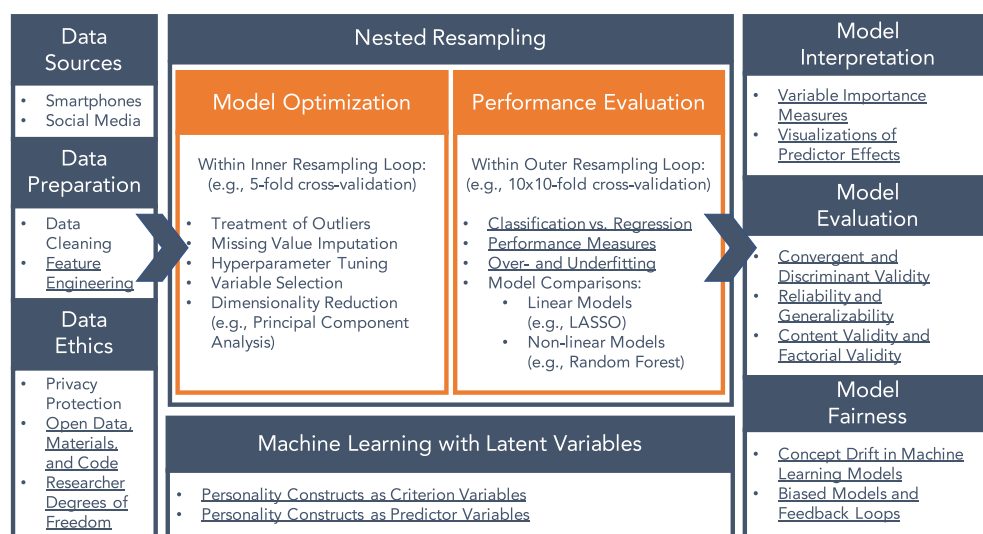 Data
Sources
• Smartphones
• Social Media
Data
Preparation
• Data
Cleaning
• Feature
Engineering
Data
Ethics
• Privacy
Protection
• Open Data,
Materials,
and Code
• Researcher
Degrees of
Freedom
Nested Resampling
Model Optimization
Within Inner Resampling Loop:
(e.g., 5-fold cross-validation)
• Treatment of Outliers
• Missing Value Imputation
• Hyperparameter Tuning
• Variable Selection
• Dimensionality Reduction
(e.g., Principal Component
Analysis)
Performance Evaluation
Within Outer Resampling Loop:
(e.g., 10x10-fold cross-validation)
• Classification vs. Regression
• Performance Measures
• Over- and Underfitting
• Model Comparisons:
• Linear Models
(e.g., LASSO)
• Non-linear Models
(e.g., Random Forest)
Machine Learning with Latent Variables
• Personality Constructs as Criterion Variables
• Personality Constructs as Predictor Variables
Model
Interpretation
• Variable Importance
Measures
• Visualizations of
Predictor Effects
Model
Evaluation
• Convergent and
Discriminant Validity
• Reliability and
Generalizability
• Content Validity and
Factorial Validity
Model
Fairness
• Concept Drift in Machine
Learning Models
• Biased Models and
Feedback Loops